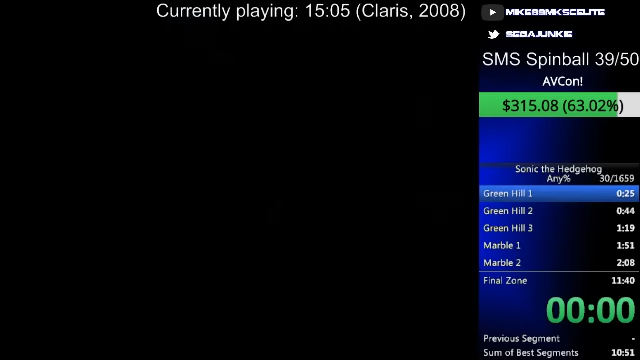 Currently playing: 15:05 (Claris, 2008)
MIKE89MKSCELITE
SEGAJUNKIE
SMS Spinball 39/50
AVCon!
$315.08 (63.02%)
Sonic the Hedgehog
Any% 30/1659
Green Hill 1 0:25
Green Hill 2 0:44
Green Hill 3 1:19
Marble 1 1:51
Marble 2 2:08
Final Zone 11:40
00:00
Previous Segment -
Sum of Best Segments 10:51